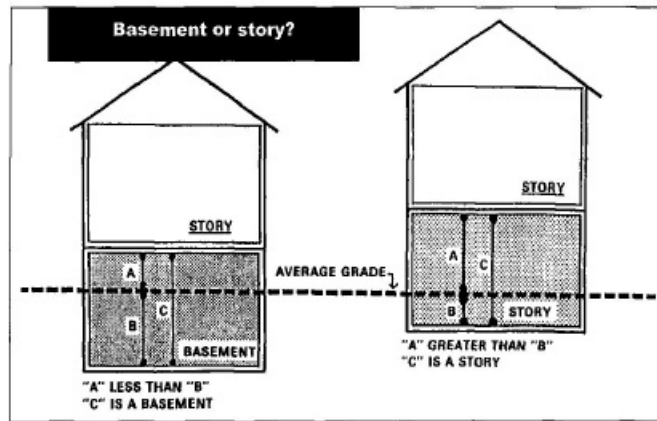 Basement or story?
STORY
A
B
C
BASEMENT
"A" LESS THAN "B"
"C" IS A BASEMENT
AVERAGE GRADE
STORY
A
C
B
STORY
"A" GREATER THAN "B"
"C" IS A STORY